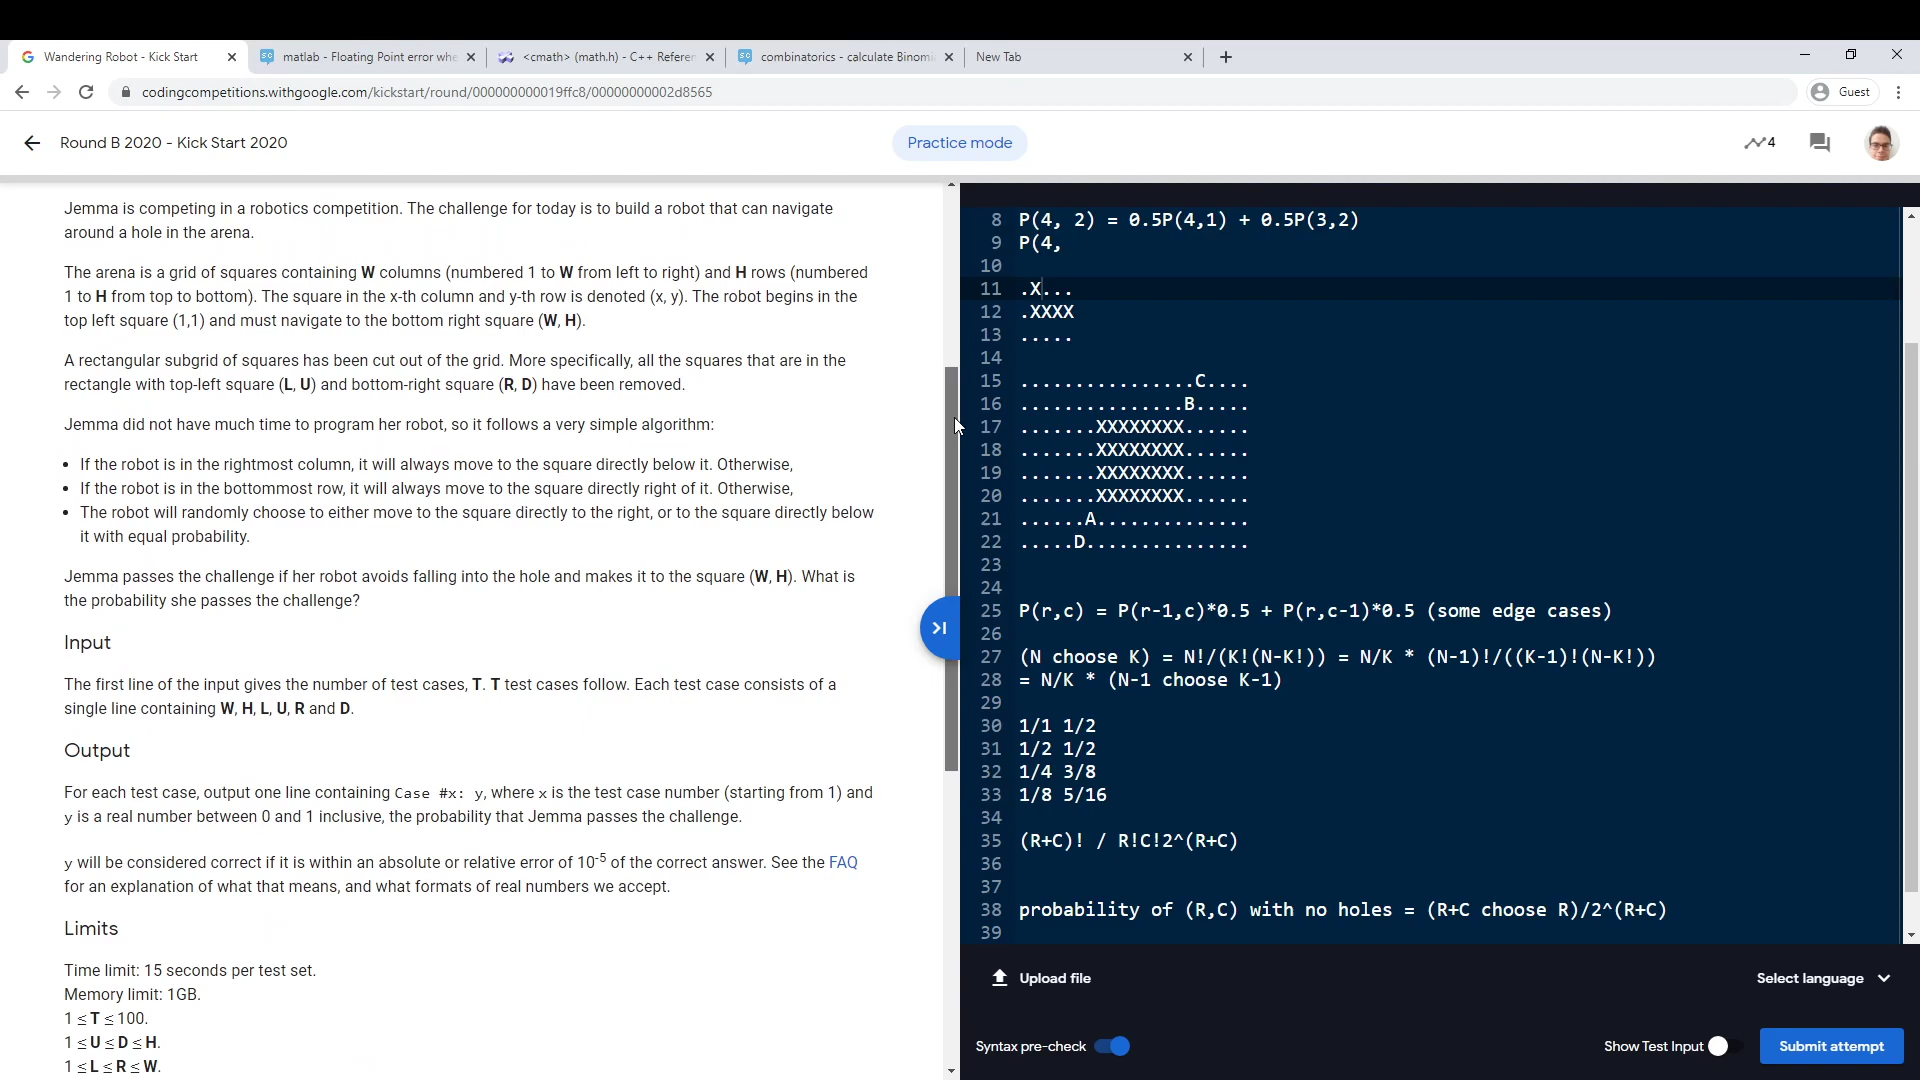 Wandering Robot - Kick Start
matlab - Floating Point error whe
<cmath> (math.h) - C++ Referen
combinatorics - calculate Binomi
New Tab
codingcompetitions.withgoogle.com/kickstart/round/000000000019ffc8/00000000002d8565
Guest
Round B 2020 - Kick Start 2020
Practice mode
4
Jemma is competing in a robotics competition. The challenge for today is to build a robot that can navigate
around a hole in the arena.
The arena is a grid of squares containing W columns (numbered 1 to W from left to right) and H rows (numbered
1 to H from top to bottom). The square in the x-th column and y-th row is denoted (x, y). The robot begins in the
top left square (1,1) and must navigate to the bottom right square (W, H).
A rectangular subgrid of squares has been cut out of the grid. More specifically, all the squares that are in the
rectangle with top-left square (L, U) and bottom-right square (R, D) have been removed.
Jemma did not have much time to program her robot, so it follows a very simple algorithm:
• If the robot is in the rightmost column, it will always move to the square directly below it. Otherwise,
• If the robot is in the bottommost row, it will always move to the square directly right of it. Otherwise,
• The robot will randomly choose to either move to the square directly to the right, or to the square directly below
it with equal probability.
Jemma passes the challenge if her robot avoids falling into the hole and makes it to the square (W, H). What is
the probability she passes the challenge?
Input
The first line of the input gives the number of test cases, T. T test cases follow. Each test case consists of a
single line containing W, H, L, U, R and D.
Output
For each test case, output one line containing Case #x: y, where x is the test case number (starting from 1) and
y is a real number between 0 and 1 inclusive, the probability that Jemma passes the challenge.
y will be considered correct if it is within an absolute or relative error of 10-5 of the correct answer. See the FAQ
for an explanation of what that means, and what formats of real numbers we accept.
Limits
Time limit: 15 seconds per test set.
Memory limit: 1GB.
1 ≤ T ≤ 100.
1 ≤ U ≤ D ≤ H.
1 ≤ L ≤ R ≤ W.
8 P(4, 2) = 0.5P(4,1) + 0.5P(3,2)
9 P(4,
10
11 .X...
12 .XXXX
13 .....
14
15 ................C....
16 ...............B.....
17 .......XXXXXXXX......
18 .......XXXXXXXX......
19 .......XXXXXXXX......
20 .......XXXXXXXX......
21 ......A..............
22 .....D...............
23
24
25 P(r,c) = P(r-1,c)*0.5 + P(r,c-1)*0.5 (some edge cases)
26
27 (N choose K) = N!/(K!(N-K!)) = N/K * (N-1)!/((K-1)!(N-K!))
28 = N/K * (N-1 choose K-1)
29
30 1/1 1/2
31 1/2 1/2
32 1/4 3/8
33 1/8 5/16
34
35 (R+C)! / R!C!2^(R+C)
36
37
38 probability of (R,C) with no holes = (R+C choose R)/2^(R+C)
39
Upload file
Select language
Syntax pre-check
Show Test Input
Submit attempt